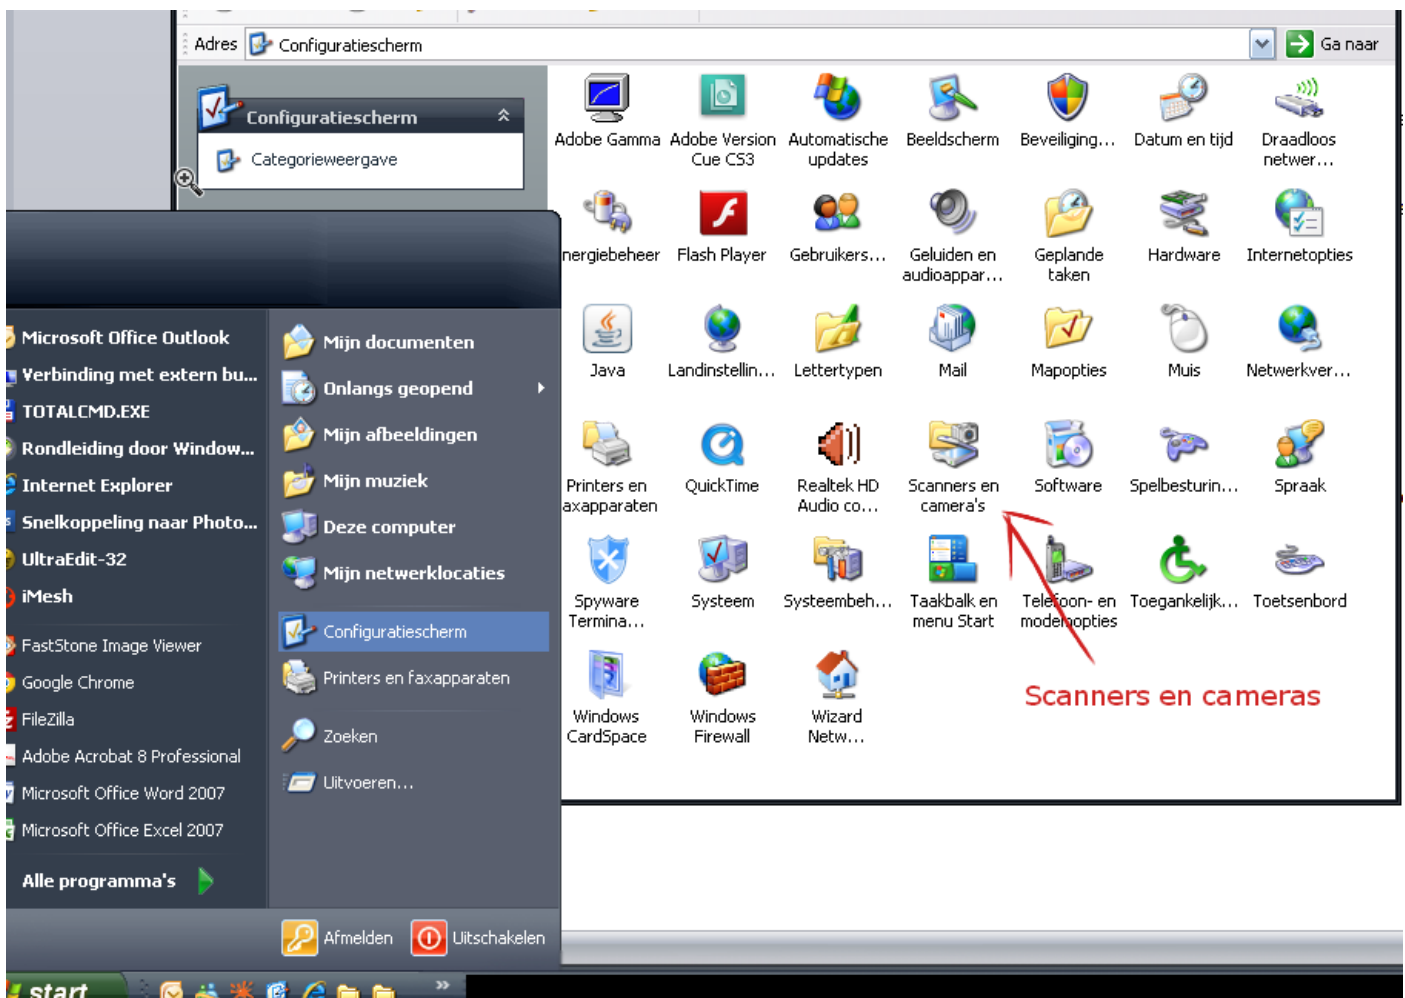 Adres Configuratiescherm Ga naar
Configuratiescherm
Categorieweergave
Adobe Gamma
Adobe Version
Cue CS3
Automatische
updates
Beeldscherm
Beveiliging...
Datum en tijd
Draadloos
netwer...
nergiebeheer
Flash Player
Gebruikers...
Geluiden en
audioappar...
Geplande
taken
Hardware
Internetopties
Java
Landinstellin...
Lettertypen
Mail
Mapopties
Muis
Netwerkver...
Printers en
axapparaten
QuickTime
Realtek HD
Audio co...
Scanners en
camera's
Software
Spelbesturin...
Spraak
Spyware
Termina...
Systeem
Systeembeh...
Taakbalk en
menu Start
Telefoon- en
modemopties
Toegankelijk...
Toetsenbord
Windows
CardSpace
Windows
Firewall
Wizard
Netw...
Scanners en cameras
Microsoft Office Outlook
Verbinding met extern bu...
TOTALCMD.EXE
Rondleiding door Window...
Internet Explorer
Snelkoppeling naar Photo...
UltraEdit-32
iMesh
FastStone Image Viewer
Google Chrome
FileZilla
Adobe Acrobat 8 Professional
Microsoft Office Word 2007
Microsoft Office Excel 2007
Alle programma's
Mijn documenten
Onlangs geopend
Mijn afbeeldingen
Mijn muziek
Deze computer
Mijn netwerklocaties
Configuratiescherm
Printers en faxapparaten
Zoeken
Uitvoeren...
Afmelden
Uitschakelen
start